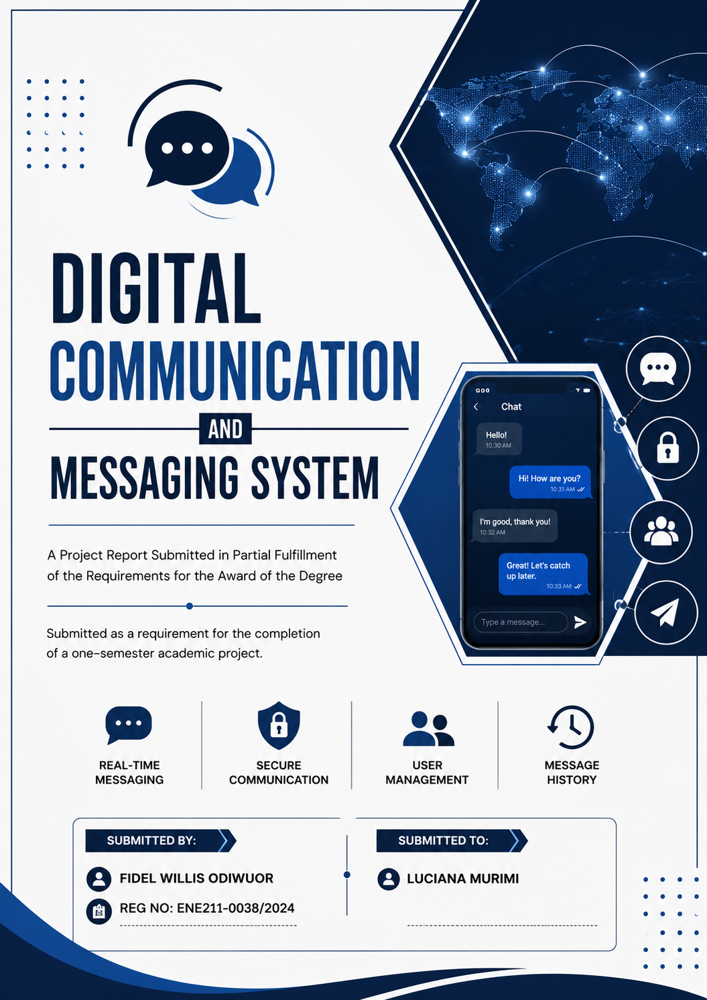 DIGITAL
COMMUNICATION
AND
MESSAGING SYSTEM
A Project Report Submitted in Partial Fulfillment
of the Requirements for the Award of the Degree
Submitted as a requirement for the completion
of a one-semester academic project.
Chat
Hello!
10.30 AM
Hi! How are you?
10.31 AM
I'm good, thank you!
10:32 AM
Great! Let's catch
up later.
10:33 AM
Type a message...
REAL-TIME
MESSAGING
SECURE
COMMUNICATION
USER
MANAGEMENT
MESSAGE
HISTORY
SUBMITTED BY:
FIDEL WILLIS ODIWUOR
REG NO: ENE211-0038/2024
SUBMITTED TO:
LUCIANA MURIMI